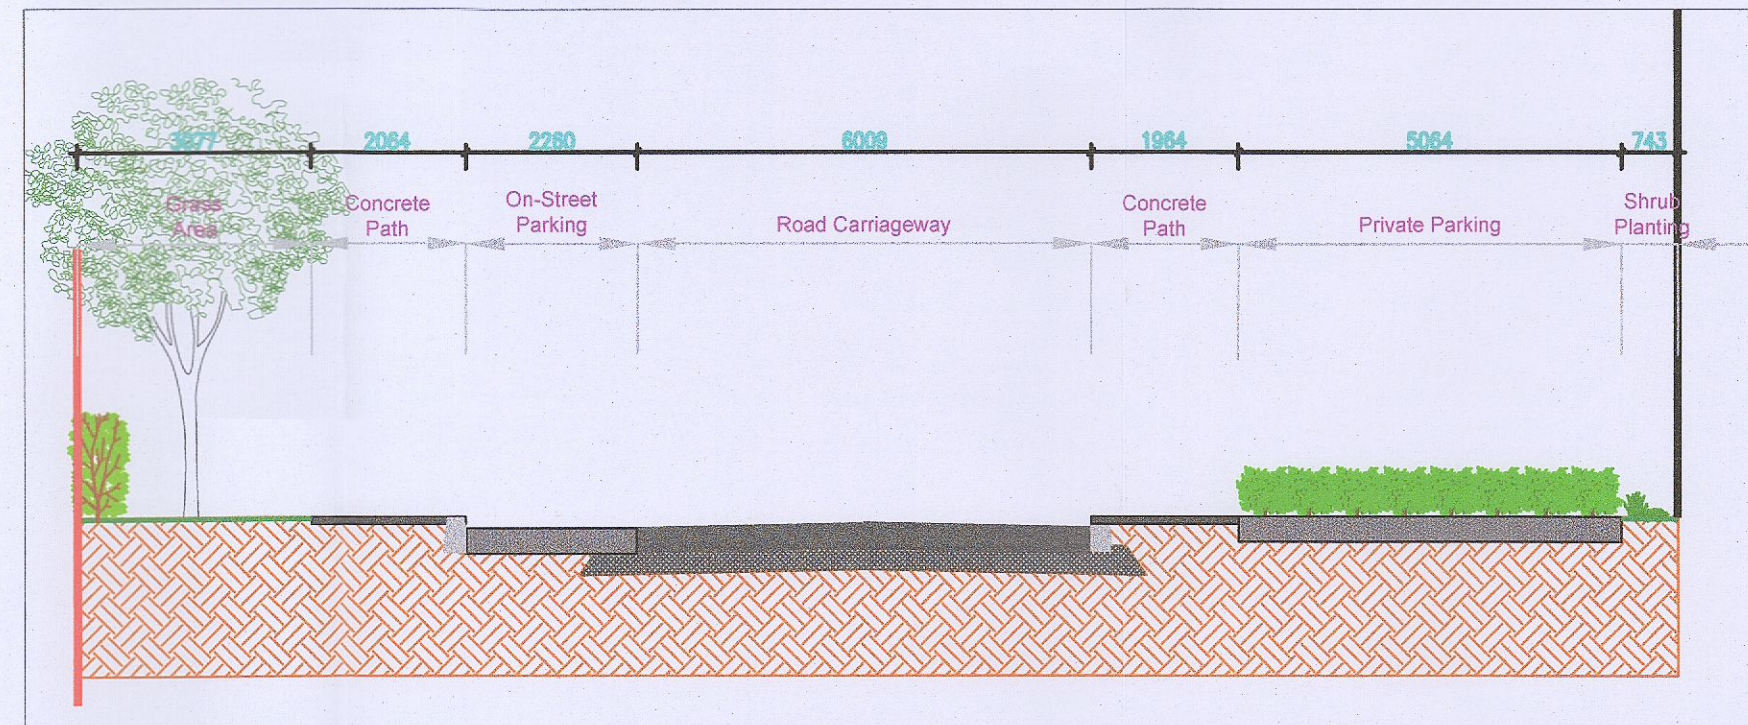 2064
2260
6009
1964
5064
743
Grass
Area
Concrete
Path
On-Street
Parking
Road Carriageway
Concrete
Path
Private Parking
Shrub
Planting